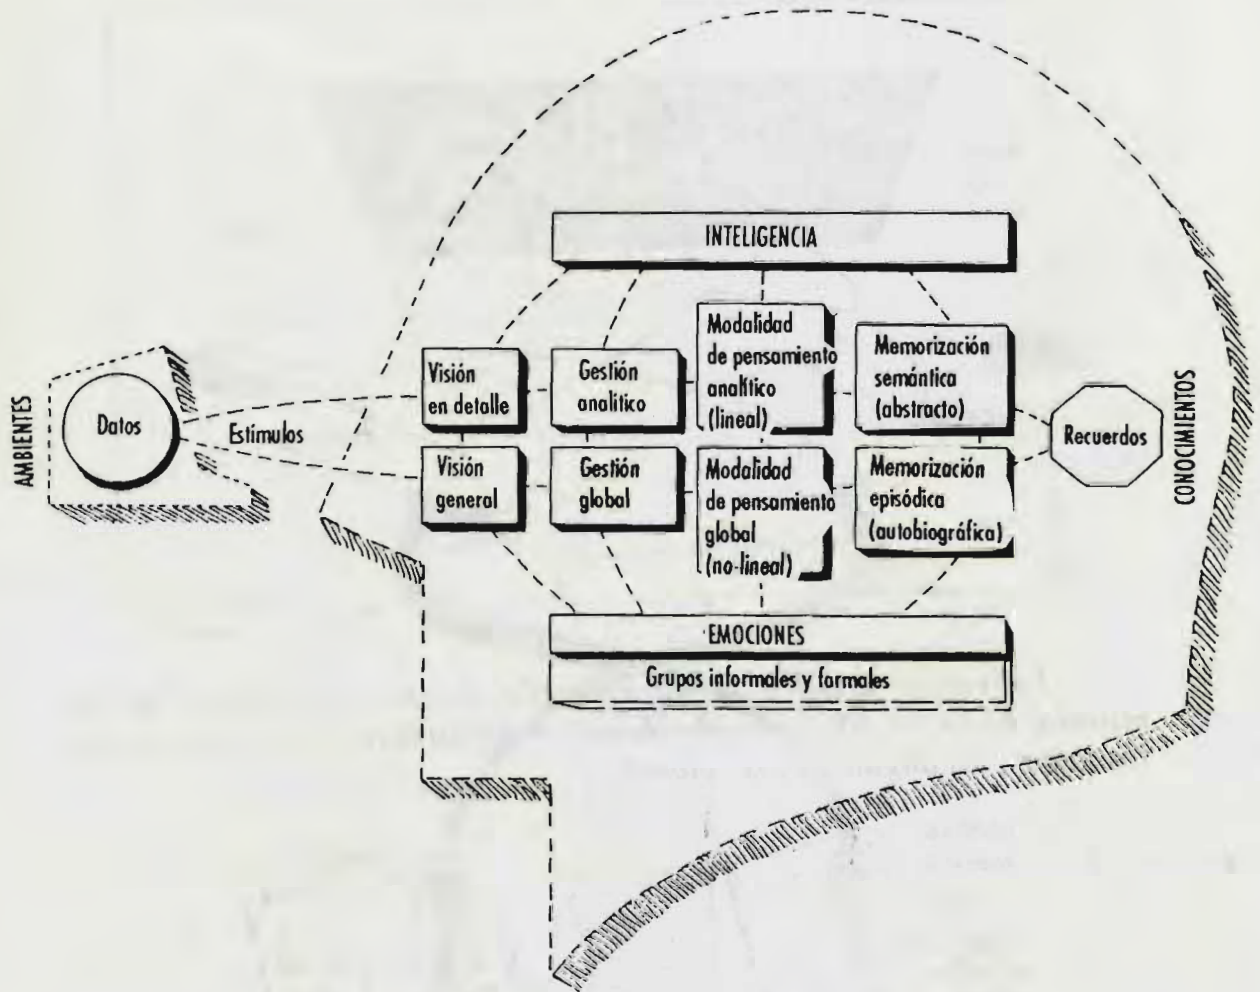 INTELIGENCIA
Visión
en detalle
Gestión
analítico
Modalidad
de pensamiento
analítico
(lineal)
Memorización
semántica
(abstracto)
AMBIENTES
Datos
Estímulos
Recuerdos
CONOCIMIENTOS
Visión
general
Gestión
global
Modalidad
de pensamiento
global
(no-lineal)
Memorización
episódica
(autobiográfica)
EMOCIONES
Grupos informales y formales